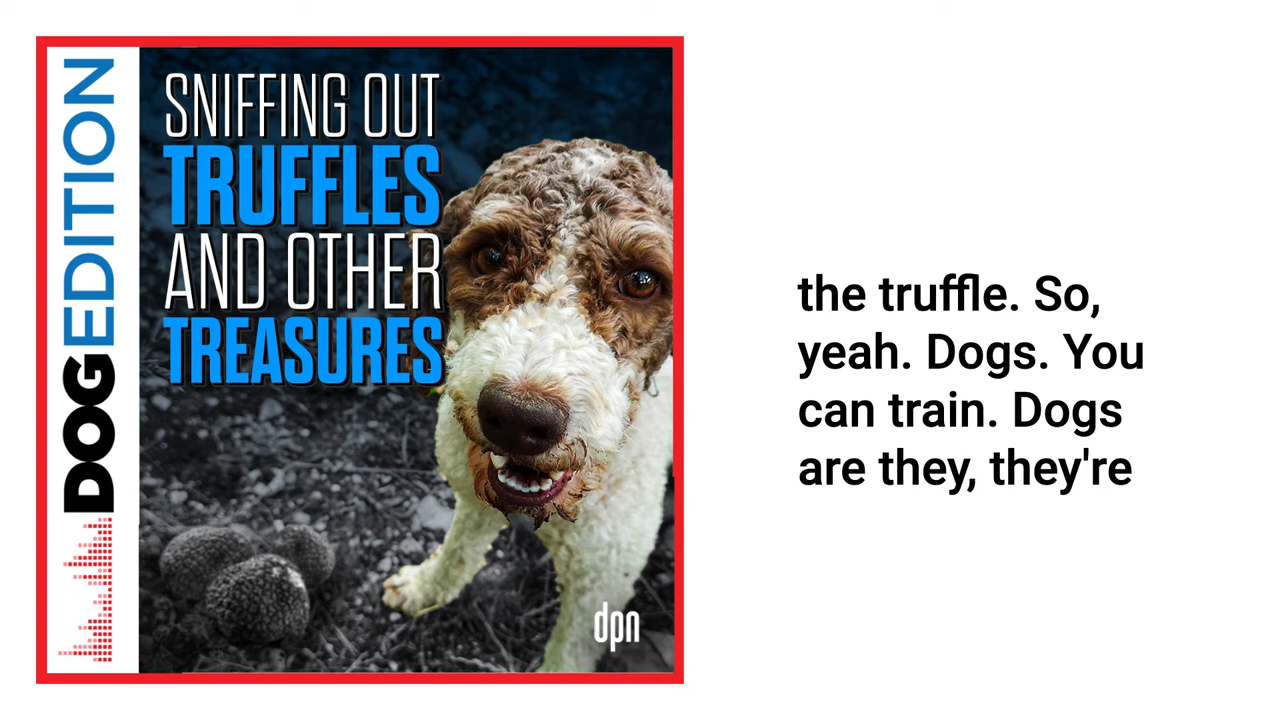 DOGEDITION
SNIFFING OUT
TRUFFLES
AND OTHER
TREASURES
dpn
the truffle. So,
yeah. Dogs. You
can train. Dogs
are they, they're